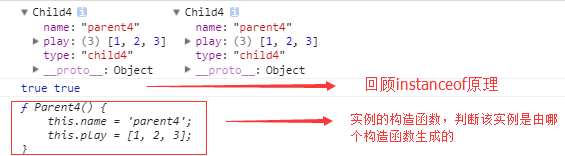 ▼ Child4 i ▼ Child4 i
name: "parent4" name: "parent4"
▶ play: (3) [1, 2, 3] ▶ play: (3) [1, 2, 3]
type: "child4" type: "child4"
▶ __proto__: Object ▶ __proto__: Object
true true
回顾instanceof原理
ƒ Parent4() {
this.name = 'parent4';
this.play = [1, 2, 3];
}
实例的构造函数，判断该实例是由哪
个构造函数生成的